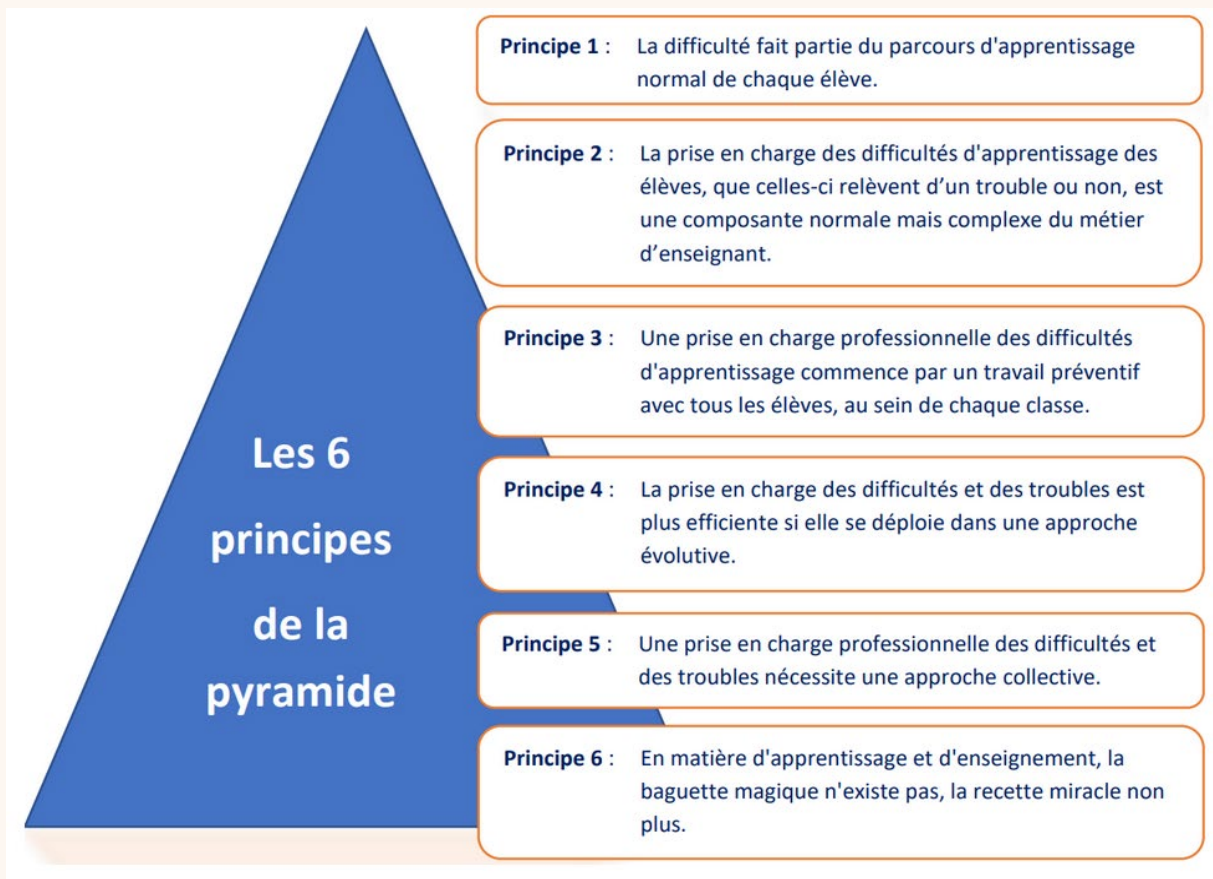 Les 6
principes
de la
pyramide
Principe 1 : La difficulté fait partie du parcours d'apprentissage
normal de chaque élève.
Principe 2 : La prise en charge des difficultés d'apprentissage des
élèves, que celles-ci relèvent d’un trouble ou non, est
une composante normale mais complexe du métier
d’enseignant.
Principe 3 : Une prise en charge professionnelle des difficultés
d'apprentissage commence par un travail préventif
avec tous les élèves, au sein de chaque classe.
Principe 4 : La prise en charge des difficultés et des troubles est
plus efficiente si elle se déploie dans une approche
évolutive.
Principe 5 : Une prise en charge professionnelle des difficultés et
des troubles nécessite une approche collective.
Principe 6 : En matière d'apprentissage et d'enseignement, la
baguette magique n'existe pas, la recette miracle non
plus.